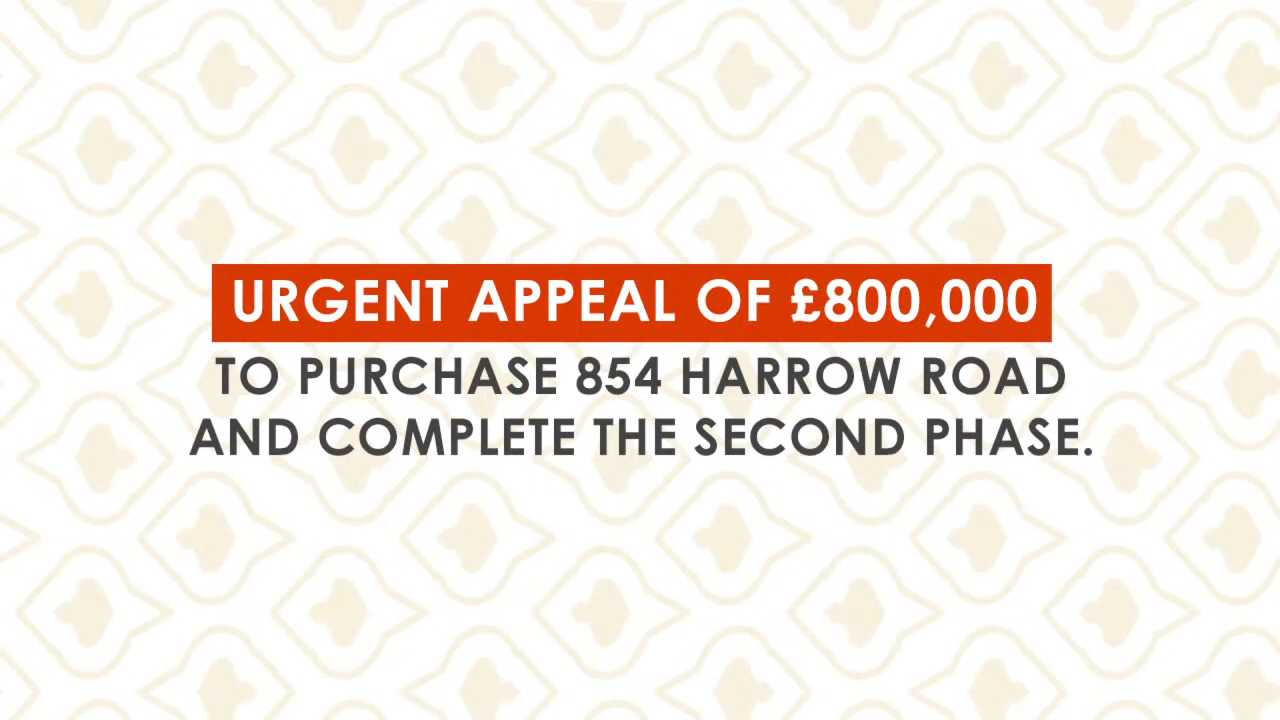 URGENT APPEAL OF £800,000
TO PURCHASE 854 HARROW ROAD
AND COMPLETE THE SECOND PHASE.